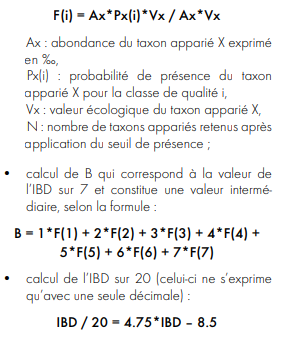 F(i) = Ax*Px(i)*Vx / Ax*Vx
Ax : abondance du taxon apparié X exprimé
en ‰,
Px(i) : probabilité de présence du taxon
apparié X pour la classe de qualité i,
Vx : valeur écologique du taxon apparié X,
N : nombre de taxons appariés retenus après
application du seuil de présence ;
• calcul de B qui correspond à la valeur de
l'IBD sur 7 et constitue une valeur intermé-
diaire, selon la formule :
B = 1*F(1) + 2*F(2) + 3*F(3) + 4*F(4) +
5*F(5) + 6*F(6) + 7*F(7)
• calcul de l'IBD sur 20 (celui-ci ne s'exprime
qu'avec une seule décimale) :
IBD / 20 = 4.75*IBD – 8.5